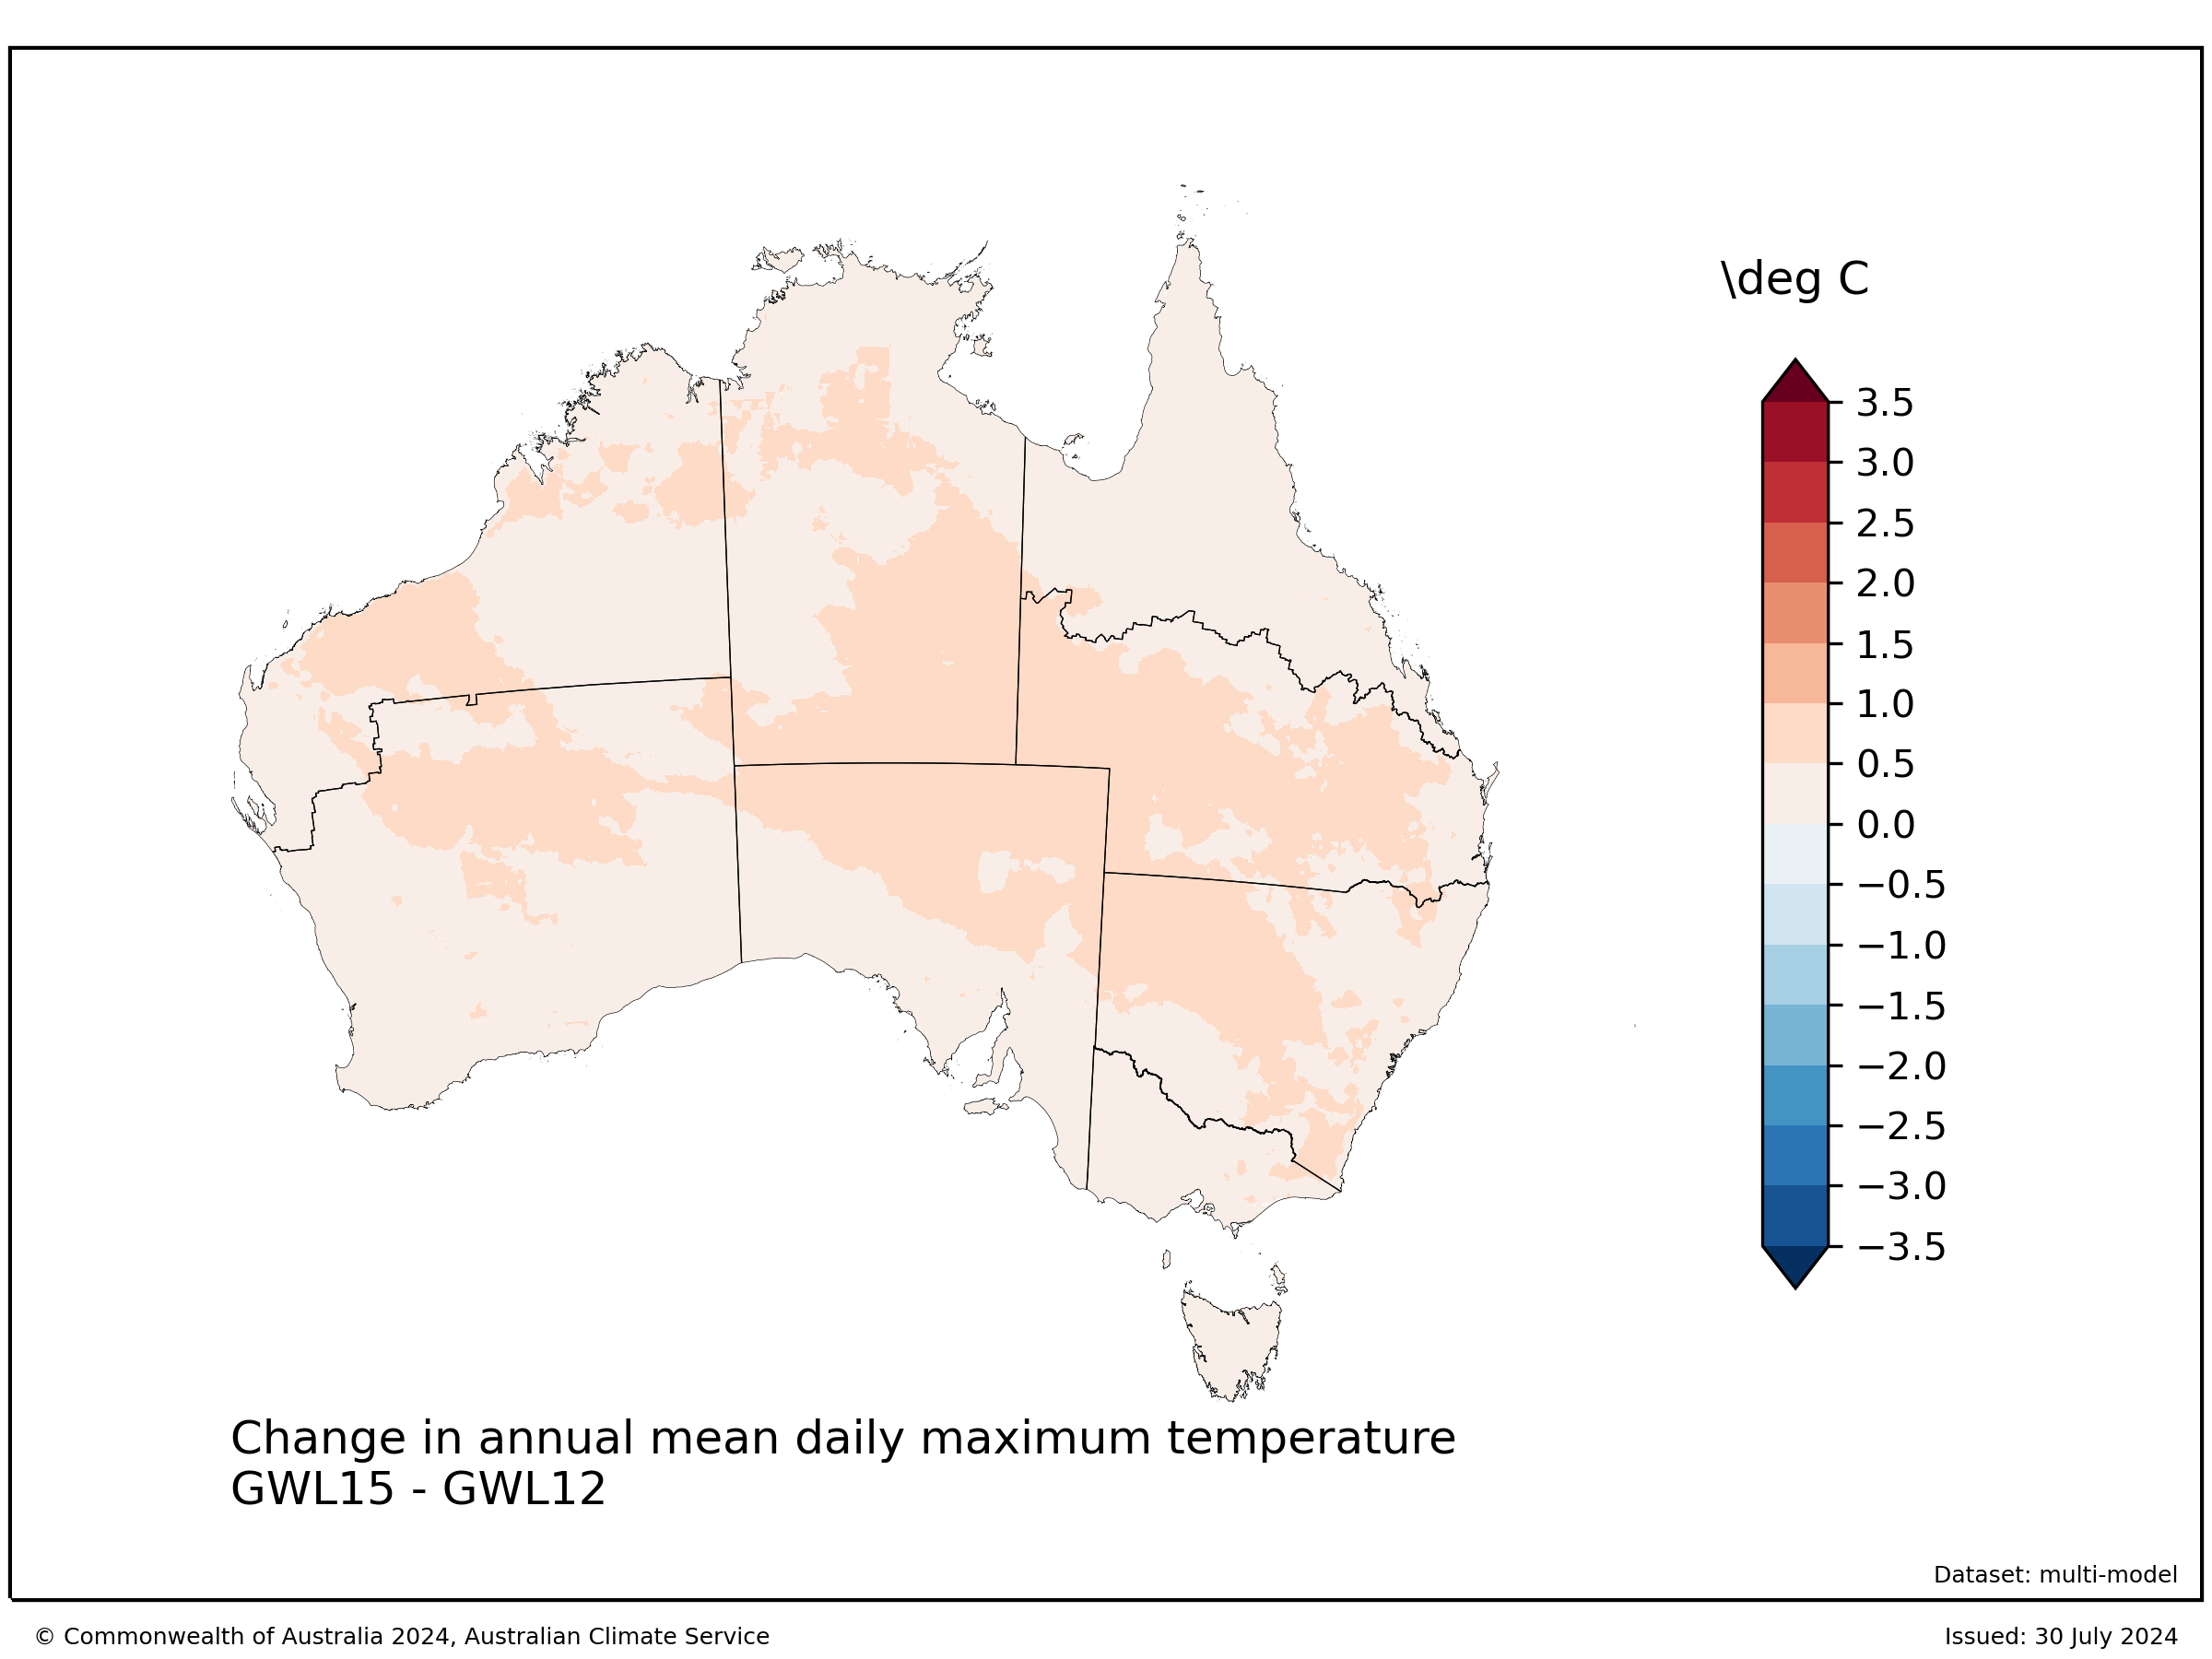 \deg C
3.5
3.0
2.5
2.0
1.5
1.0
0.5
0.0
−0.5
−1.0
−1.5
−2.0
−2.5
−3.0
−3.5
Change in annual mean daily maximum temperature
GWL15 - GWL12
Dataset: multi-model
© Commonwealth of Australia 2024, Australian Climate Service
Issued: 30 July 2024